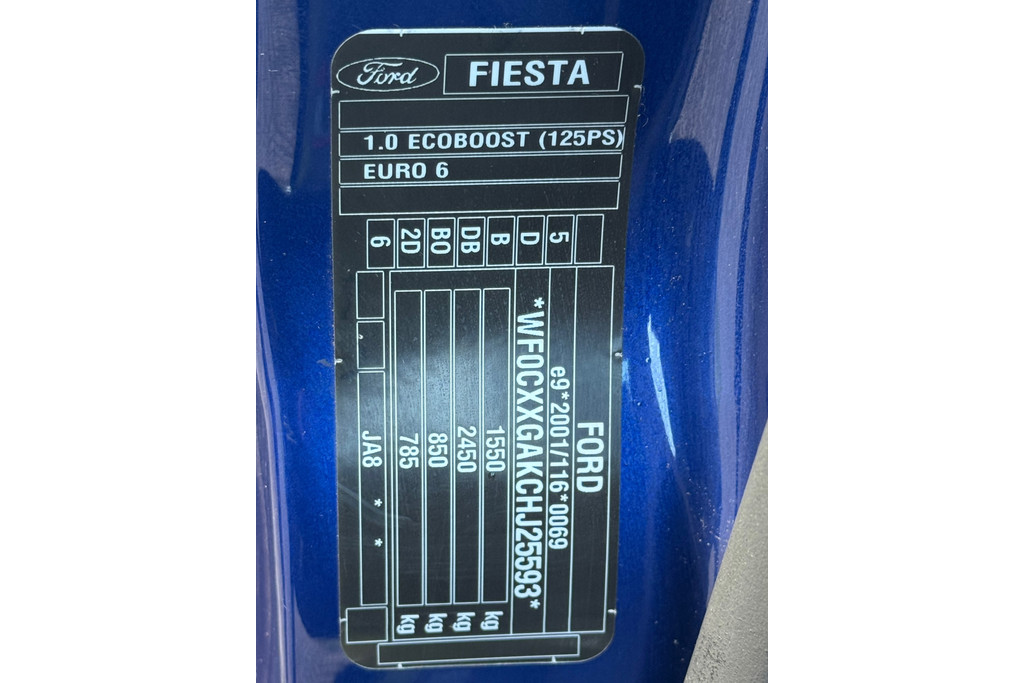 Ford
FIESTA
1.0 ECOBOOST (125PS)
EURO 6
5
D
B
DB
B0
2D
6
FORD
e9*2001/116*0069
*WF0CXXGAKCHJ25593*
1550 kg
2450 kg
850 kg
785 kg
JA8 * *